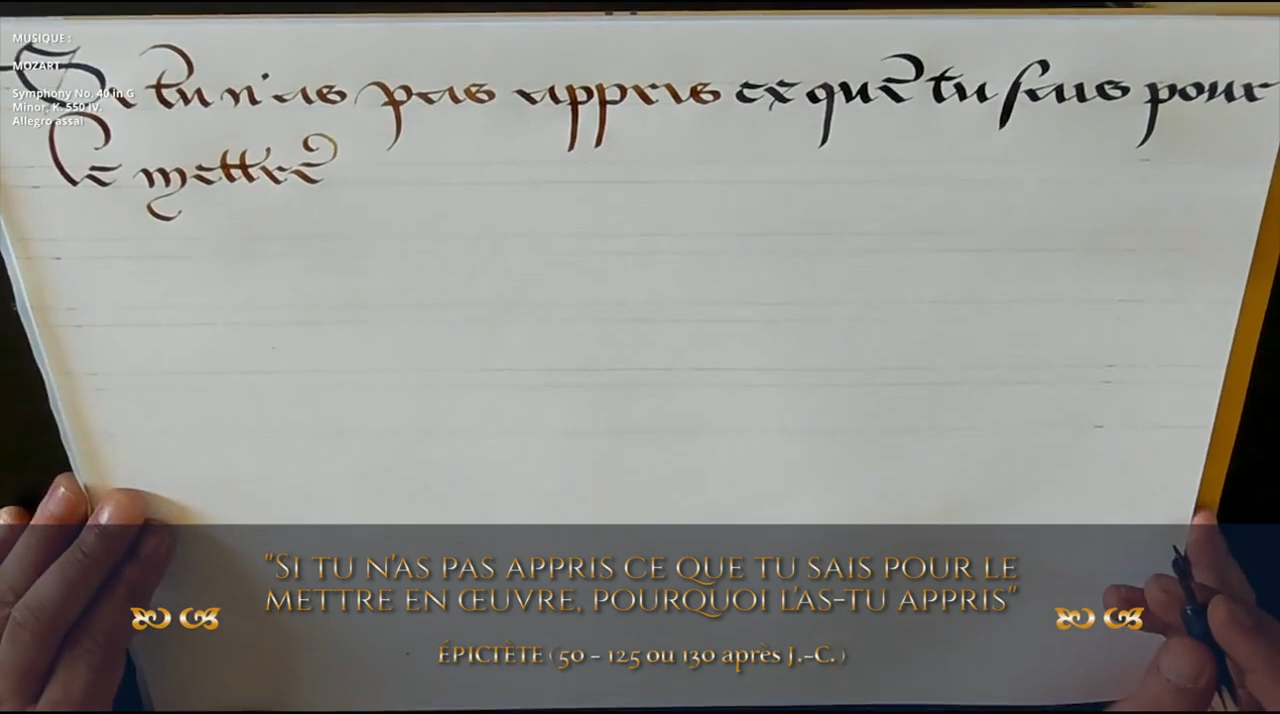 MUSIQUE :
MOZART
Symphony No. 40 in G
Minor, K. 550 IV.
Allegro assai
Si tu n'as pas appris ce que tu sais pour
le mettre
"SI TU N'AS PAS APPRIS CE QUE TU SAIS POUR LE
METTRE EN ŒUVRE, POURQUOI L'AS-TU APPRIS"
ÉPICTÈTE ( 50 - 125 ou 130 après J.-C. )